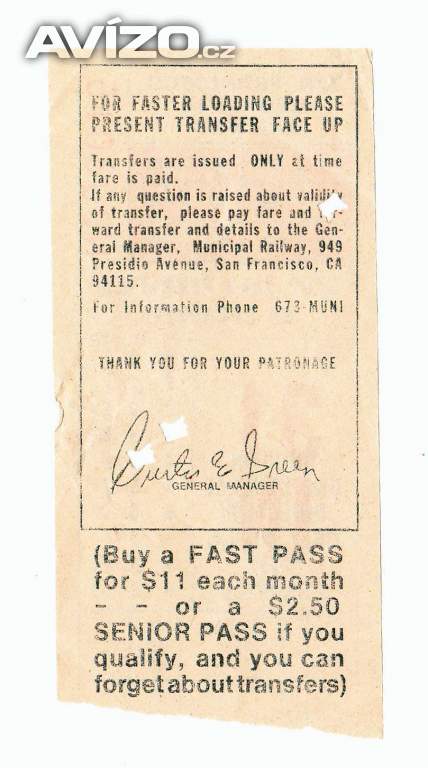 AVÍZO.cz
FOR FASTER LOADING PLEASE
PRESENT TRANSFER FACE UP
Transfers are issued ONLY at time
fare is paid.
If any question is raised about validity
of transfer, please pay fare and for-
ward transfer and details to the Gen-
eral Manager, Municipal Railway, 949
Presidio Avenue, San Francisco, CA
94115.
For Information Phone 673-MUNI
THANK YOU FOR YOUR PATRONAGE
Curtis E Green
GENERAL MANAGER
(Buy a FAST PASS
for $11 each month
- - or a $2.50
SENIOR PASS if you
qualify, and you can
forget about transfers)